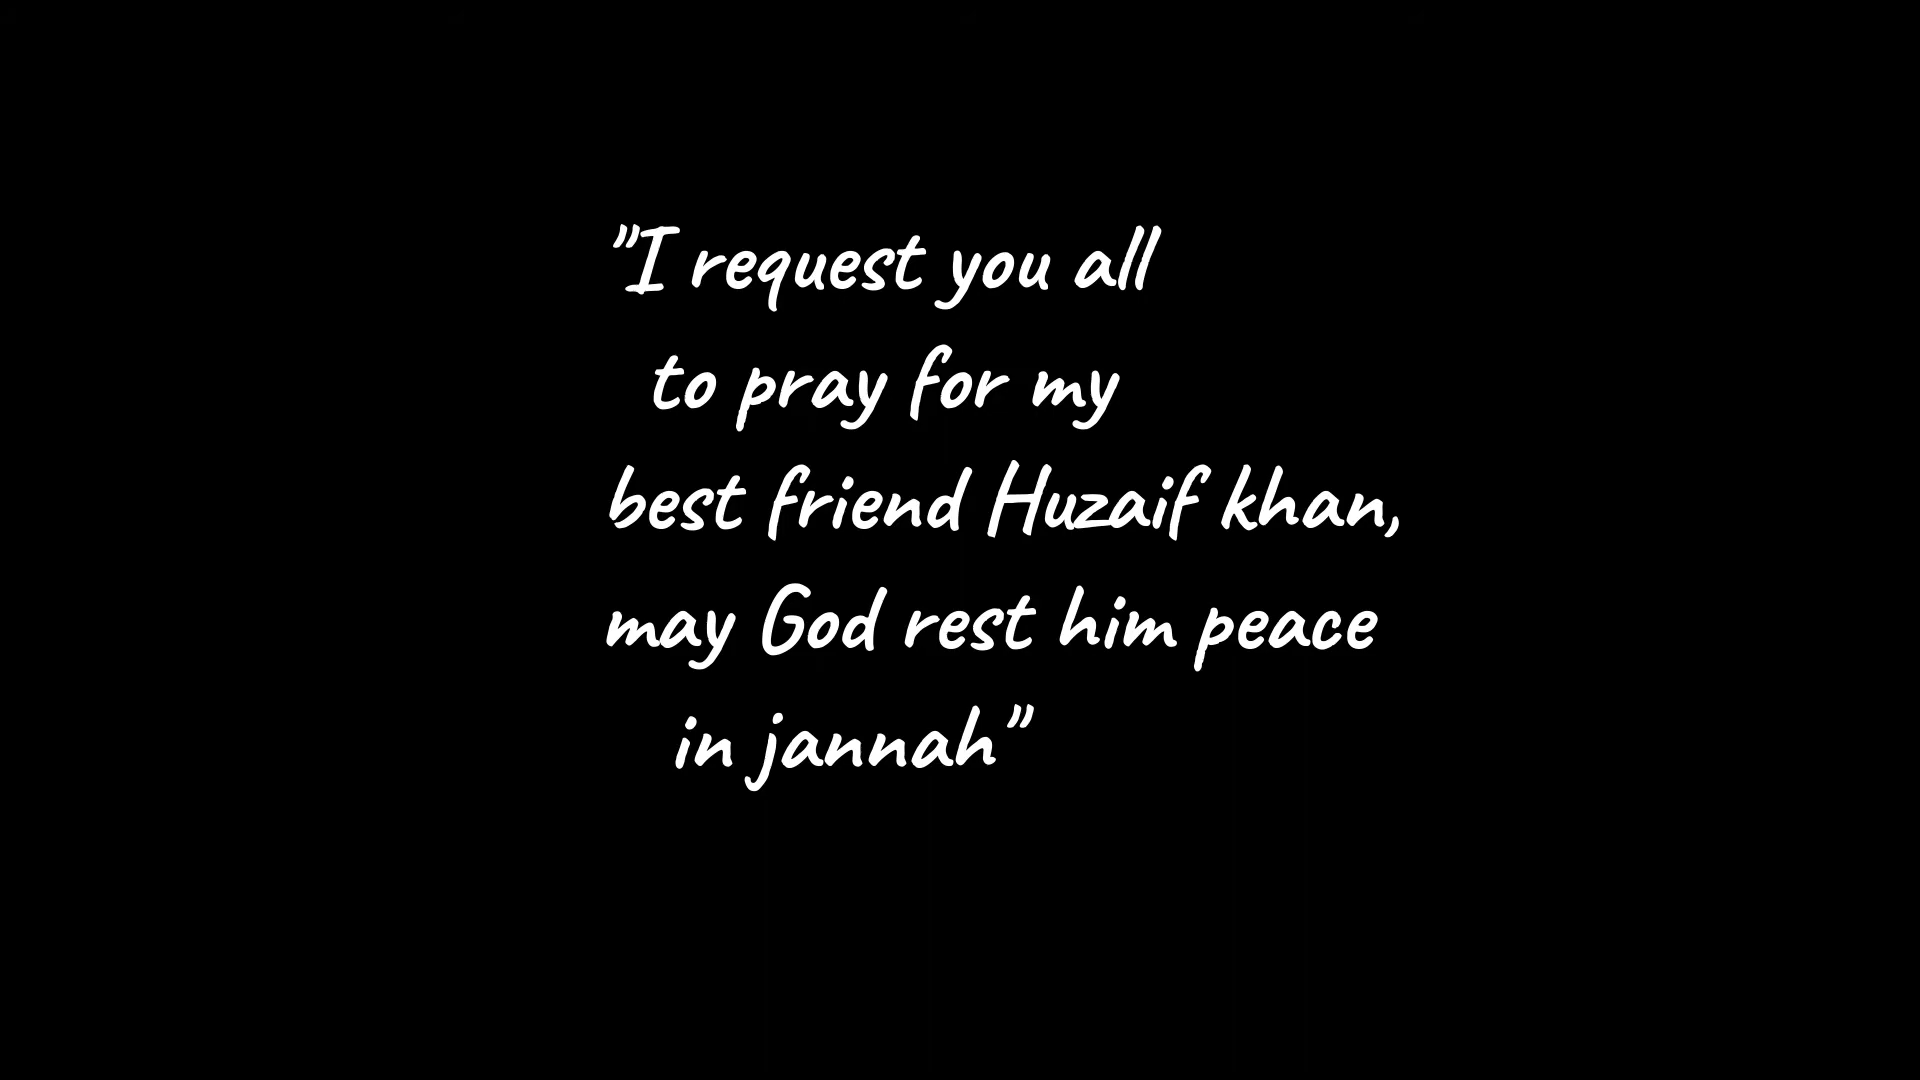 "I request you all
to pray for my
best friend Huzaif khan,
may God rest him peace
in jannah"